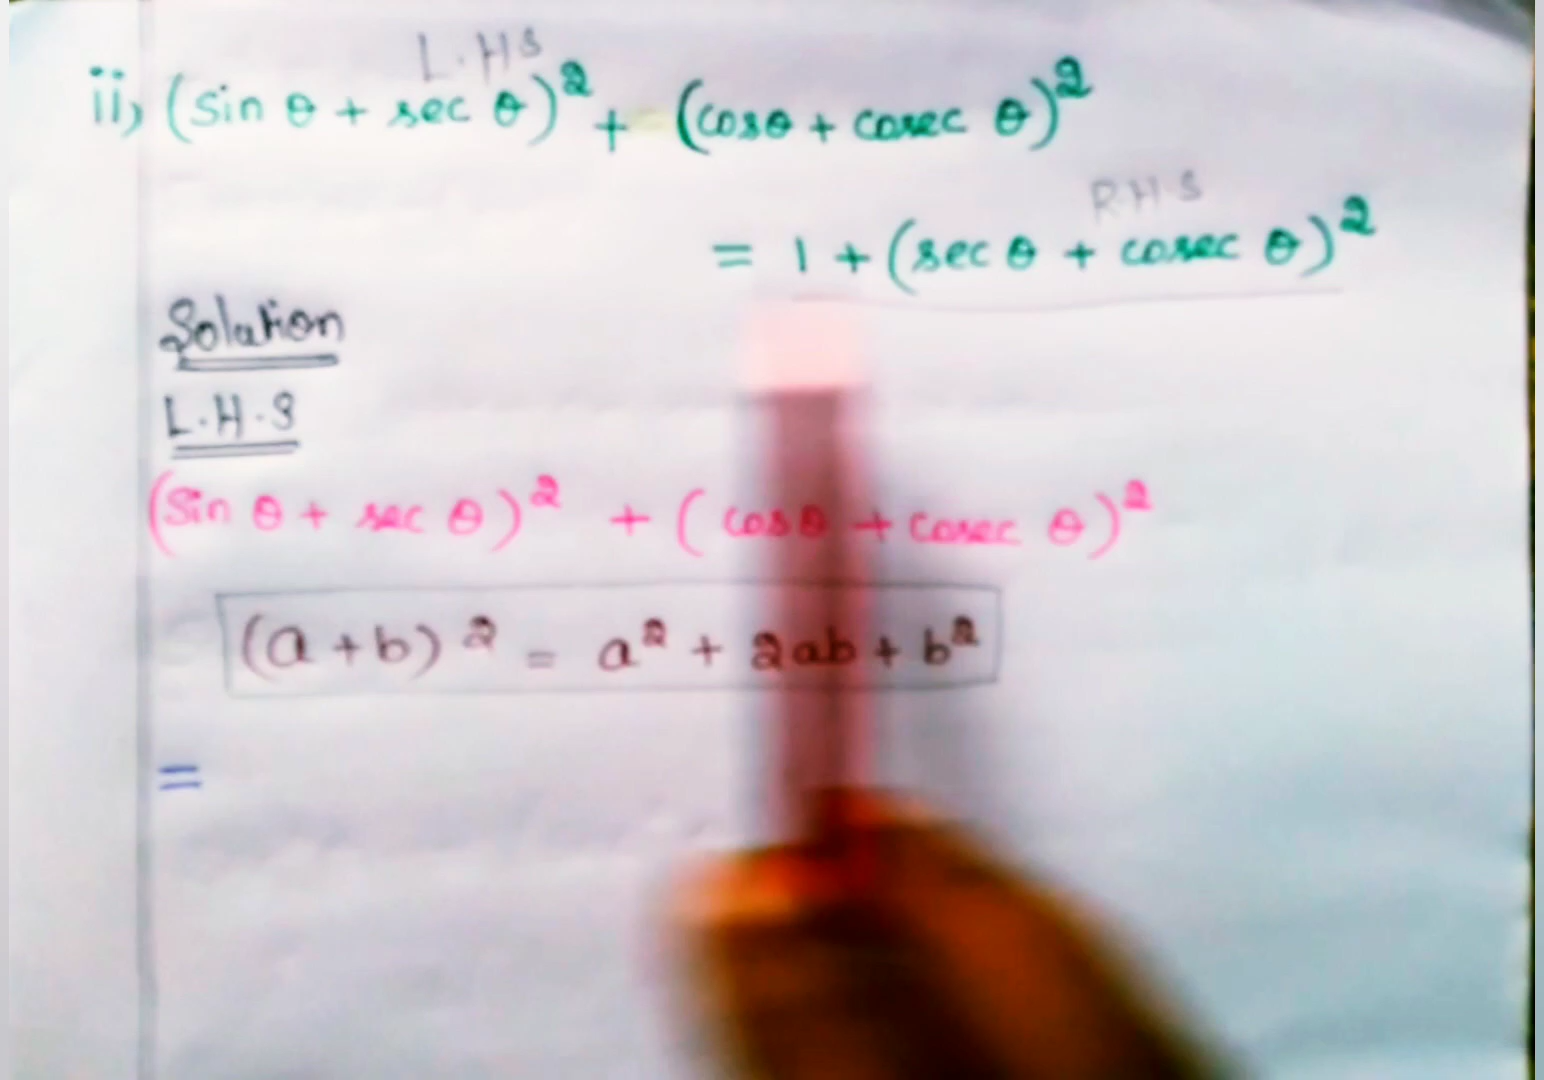 L.HS
ii) (sin θ + sec θ)² + (cosθ + cosec θ)²
R.H.S
= 1 + (sec θ + cosec θ)²
Solution
L.H.S
(Sin θ + sec θ)² + (cosθ + cosec θ)²
(a + b)² = a² + 2ab + b²
=